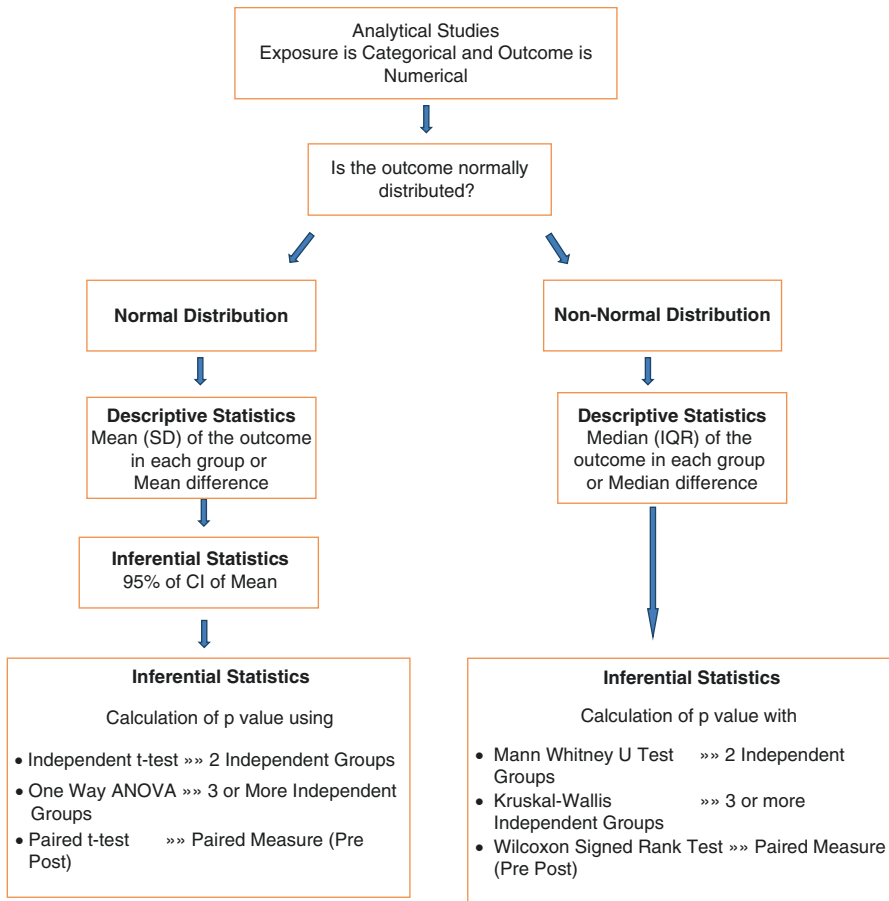 Analytical Studies
Exposure is Categorical and Outcome is
Numerical
Is the outcome normally
distributed?
Normal Distribution
Non-Normal Distribution
Descriptive Statistics
Mean (SD) of the outcome
in each group or
Mean difference
Descriptive Statistics
Median (IQR) of the
outcome in each group
or Median difference
Inferential Statistics
95% of CI of Mean
Inferential Statistics
Calculation of p value using
• Independent t-test »» 2 Independent Groups
• One Way ANOVA »» 3 or More Independent
Groups
• Paired t-test »» Paired Measure (Pre
Post)
Inferential Statistics
Calculation of p value with
• Mann Whitney U Test »» 2 Independent
Groups
• Kruskal-Wallis »» 3 or more
Independent Groups
• Wilcoxon Signed Rank Test »» Paired Measure
(Pre Post)